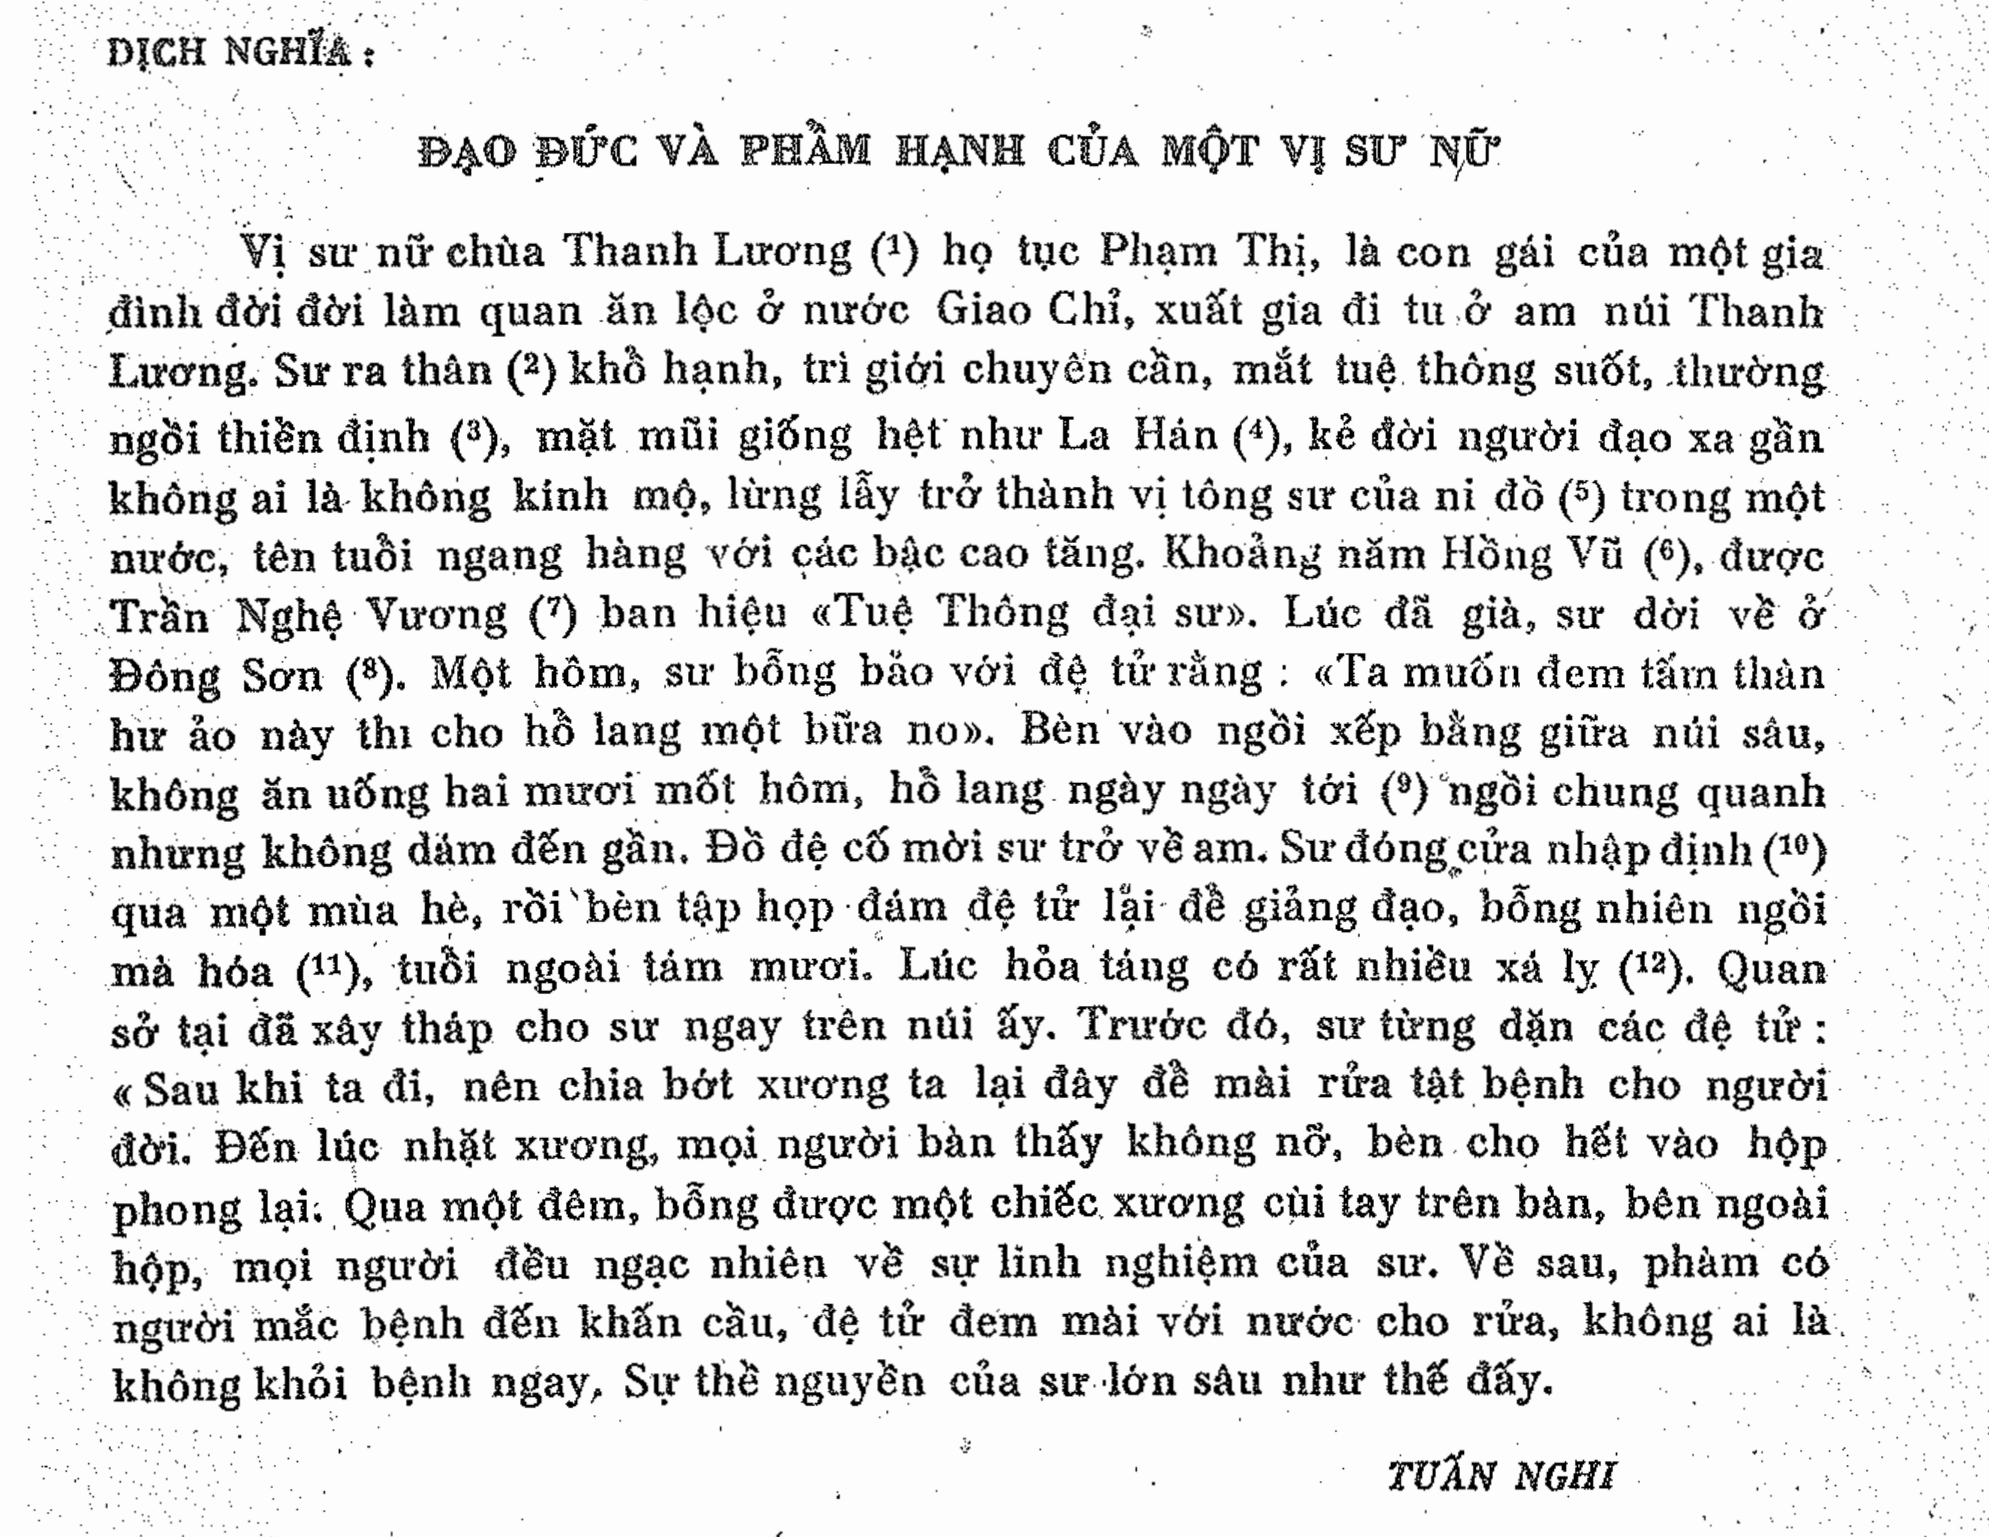 DỊCH NGHĨA :
ĐẠO ĐỨC VÀ PHẨM HẠNH CỦA MỘT VỊ SƯ NỮ
Vị sư nữ chùa Thanh Lương (¹) họ tục Phạm Thị, là con gái của một gia
đình đời đời làm quan ăn lộc ở nước Giao Chỉ, xuất gia đi tu ở am núi Thanh
Lương. Sư ra thân (²) khổ hạnh, trì giới chuyên cần, mắt tuệ thông suốt, thường
ngồi thiền định (³), mặt mũi giống hệt như La Hán (⁴), kẻ đời người đạo xa gần
không ai là không kính mộ, lừng lẫy trở thành vị tông sư của ni đồ (⁵) trong một
nước, tên tuổi ngang hàng với các bậc cao tăng. Khoảng năm Hồng Vũ (⁶), được
Trần Nghệ Vương (⁷) ban hiệu «Tuệ Thông đại sư». Lúc đã già, sư dời về ở
Đông Sơn (⁸). Một hôm, sư bỗng bảo với đệ tử rằng : «Ta muốn đem tấm thân
hư ảo này thí cho hổ lang một bữa no». Bèn vào ngồi xếp bằng giữa núi sâu,
không ăn uống hai mươi mốt hôm, hổ lang ngày ngày tới (⁹) ngồi chung quanh
nhưng không dám đến gần. Đồ đệ cố mời sư trở về am. Sư đóng cửa nhập định (¹⁰)
qua một mùa hè, rồi bèn tập họp đám đệ tử lại để giảng đạo, bỗng nhiên ngồi
mà hóa (¹¹), tuổi ngoài tám mươi. Lúc hỏa táng có rất nhiều xá lỵ (¹²). Quan
sở tại đã xây tháp cho sư ngay trên núi ấy. Trước đó, sư từng dặn các đệ tử :
« Sau khi ta đi, nên chia bớt xương ta lại đây để mài rửa tật bệnh cho người
đời. Đến lúc nhặt xương, mọi người bàn thấy không nỡ, bèn cho hết vào hộp
phong lại. Qua một đêm, bỗng được một chiếc xương cùi tay trên bàn, bên ngoài
hộp, mọi người đều ngạc nhiên về sự linh nghiệm của sư. Về sau, phàm có
người mắc bệnh đến khấn cầu, đệ tử đem mài với nước cho rửa, không ai là
không khỏi bệnh ngay. Sự thề nguyền của sư lớn sâu như thế đấy.
TUẤN NGHI